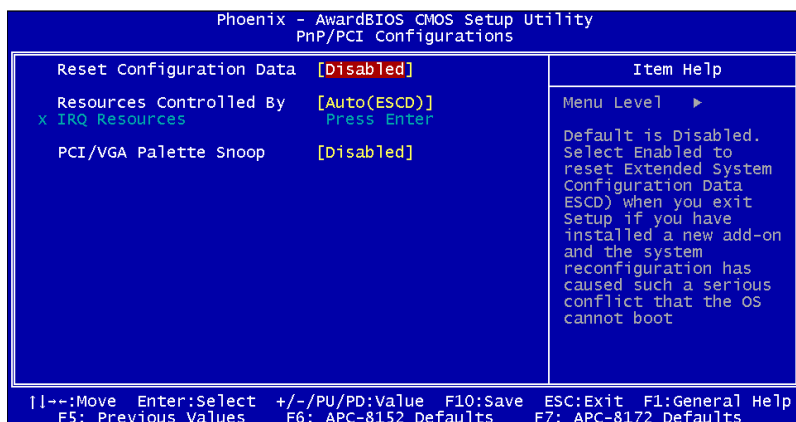 Phoenix - AwardBIOS CMOS Setup Utility
PnP/PCI Configurations
Reset Configuration Data [Disabled]
Resources Controlled By [Auto(ESCD)]
x IRQ Resources Press Enter
PCI/VGA Palette Snoop [Disabled]
Item Help
Menu Level ►
Default is Disabled.
Select Enabled to
reset Extended System
Configuration Data
ESCD) when you exit
Setup if you have
installed a new add-on
and the system
reconfiguration has
caused such a serious
conflict that the OS
cannot boot
↑↓→←:Move Enter:Select +/-/PU/PD:Value F10:Save ESC:Exit F1:General Help
F5: Previous Values F6: APC-8152 Defaults F7: APC-8172 Defaults